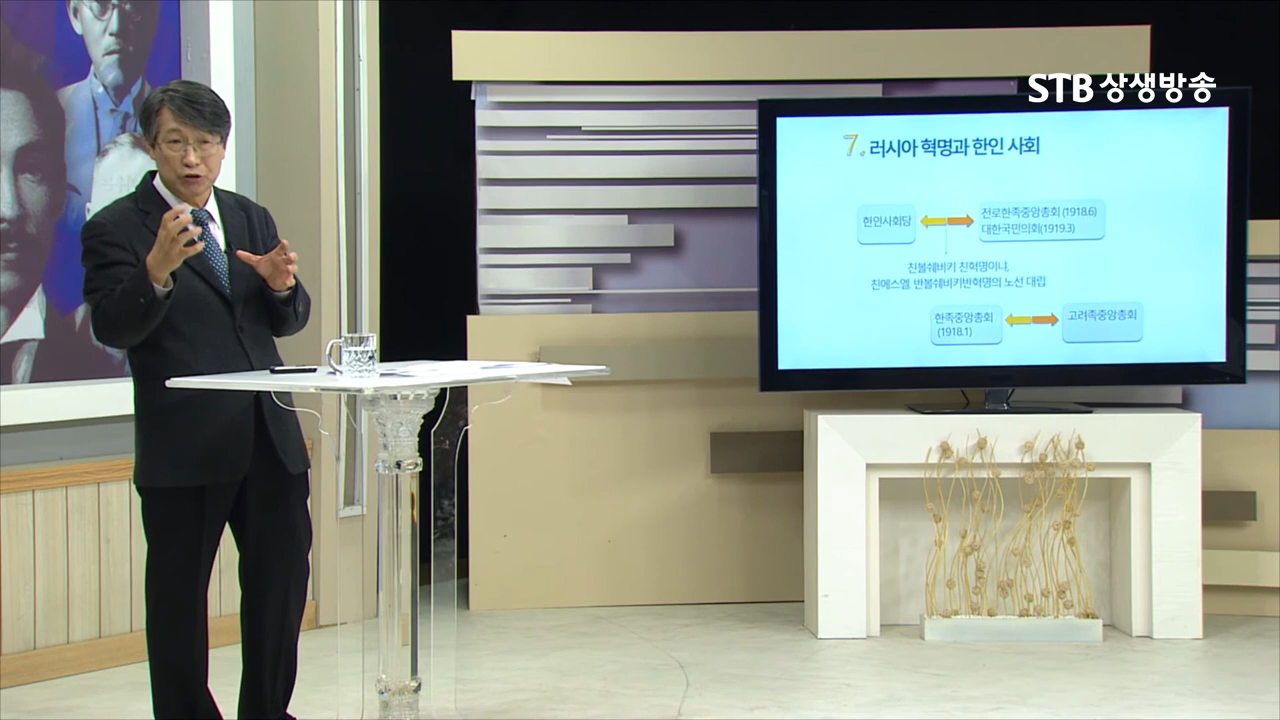 STB 상생방송
7. 러시아 혁명과 한인 사회
한인사회당
전로한족중앙총회 (1918.6)
대한국민의회(1919.3)
친볼쉐비키 친혁명이냐,
친에스엘, 반볼쉐비키반혁명의 노선 대립
한족중앙총회
(1918.1)
고려족중앙총회